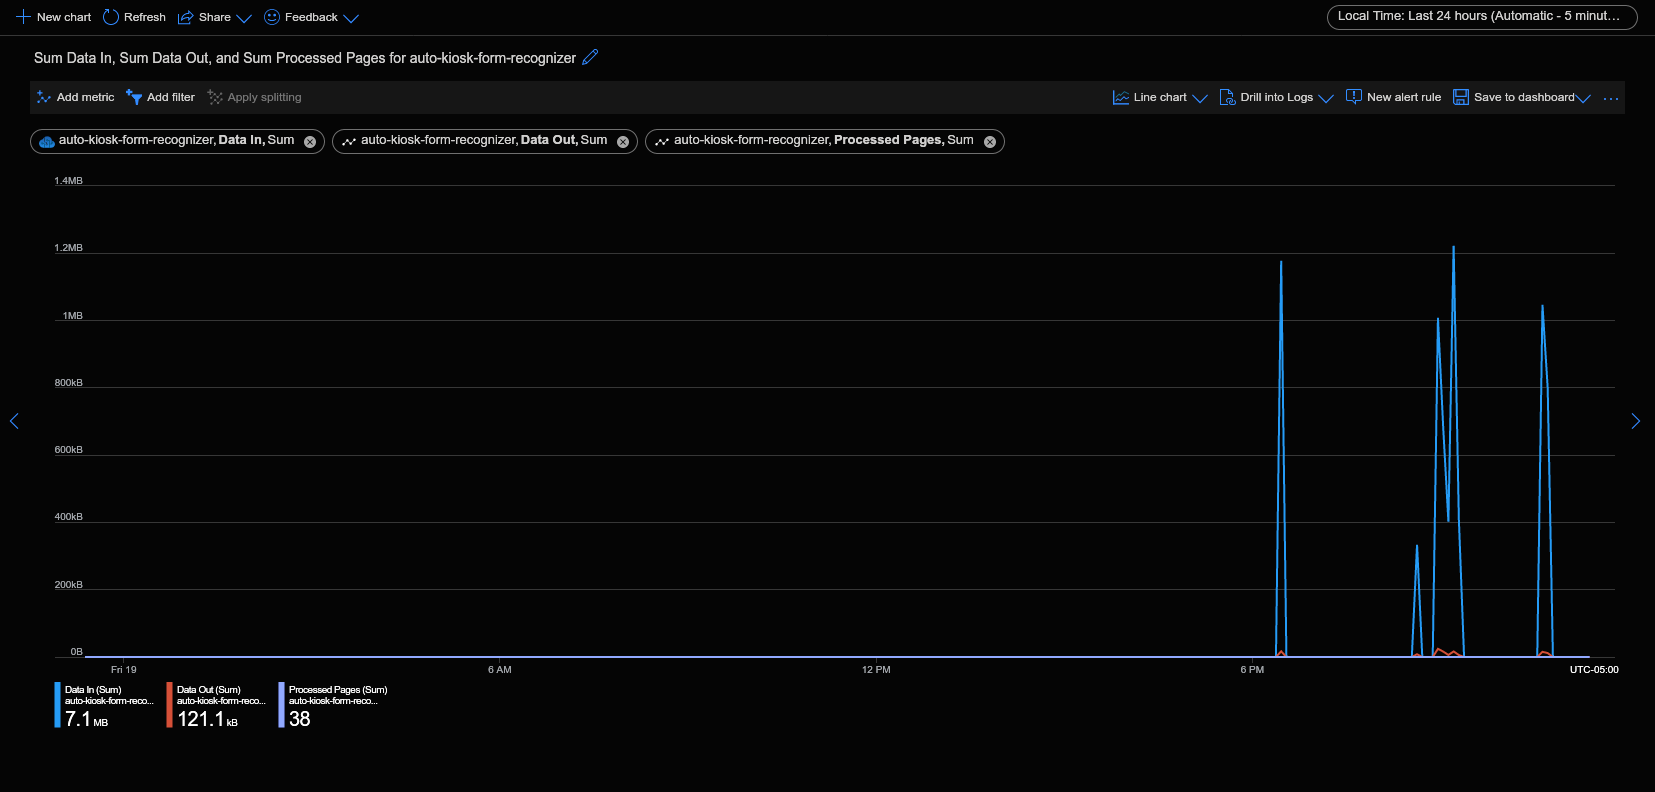 New chart Refresh Share Feedback
Local Time: Last 24 hours (Automatic - 5 minut...
Sum Data In, Sum Data Out, and Sum Processed Pages for auto-kiosk-form-recognizer
Add metric Add filter Apply splitting
Line chart Drill into Logs New alert rule Save to dashboard ...
auto-kiosk-form-recognizer, Data In, Sum
auto-kiosk-form-recognizer, Data Out, Sum
auto-kiosk-form-recognizer, Processed Pages, Sum
1.4MB
1.2MB
1MB
800kB
600kB
400kB
200kB
0B
Fri 19 6 AM 12 PM 6 PM UTC-05:00
Data In (Sum)
auto-kiosk-form-reco...
7.1 MB
Data Out (Sum)
auto-kiosk-form-reco...
121.1 kB
Processed Pages (Sum)
auto-kiosk-form-reco...
38